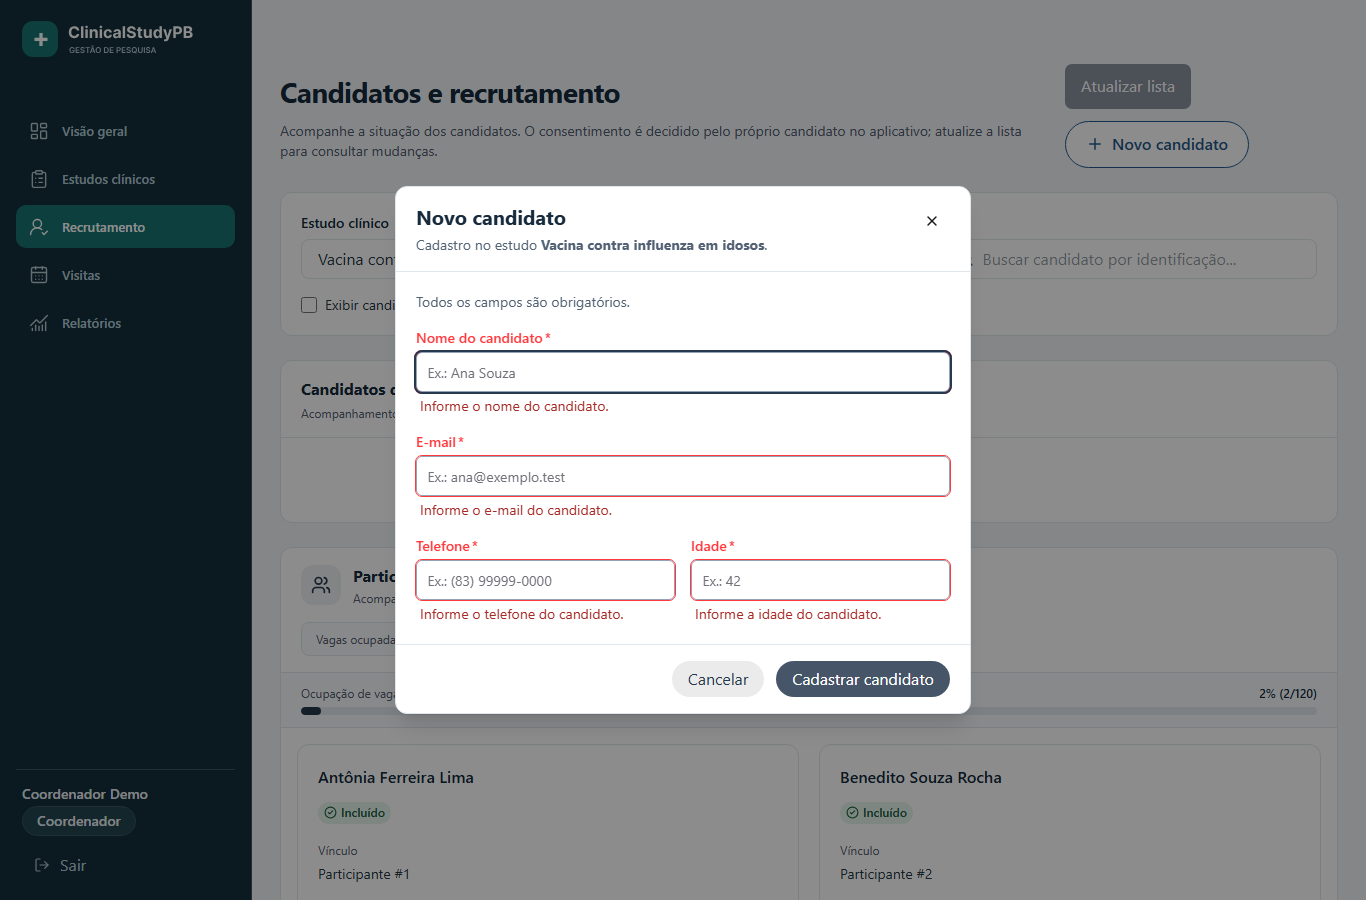 ClinicalStudyPB
GESTÃO DE PESQUISA
Visão geral
Estudos clínicos
Recrutamento
Visitas
Relatórios
Coordenador Demo
Coordenador
Sair
Candidatos e recrutamento
Acompanhe a situação dos candidatos. O consentimento é decidido pelo próprio candidato no aplicativo; atualize a lista
para consultar mudanças.
Atualizar lista
+ Novo candidato
Estudo clínico
Vacina
Buscar candidato por identificação...
Exibir
Candidatos
Acompanhamento
Novo candidato
Cadastro no estudo Vacina contra influenza em idosos.
Todos os campos são obrigatórios.
Nome do candidato*
Ex.: Ana Souza
Informe o nome do candidato.
E-mail*
Ex.: ana@exemplo.test
Informe o e-mail do candidato.
Telefone*
Ex.: (83) 99999-0000
Informe o telefone do candidato.
Idade*
Ex.: 42
Informe a idade do candidato.
Cancelar
Cadastrar candidato
Vagas
Ocupação de
2% (2/120)
Antônia Ferreira Lima
Incluído
Vínculo
Participante #1
Benedito Souza Rocha
Incluído
Vínculo
Participante #2